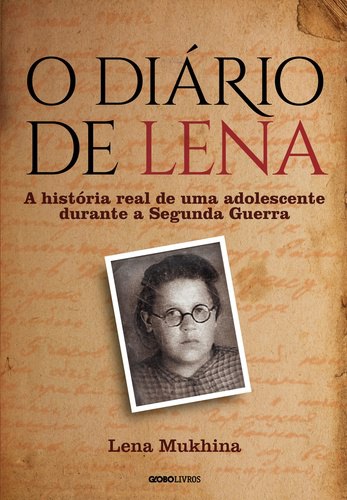 O DIÁRIO
DE LENA
A história real de uma adolescente
durante a Segunda Guerra
Lena Mukhina
GLOBOLIVROS